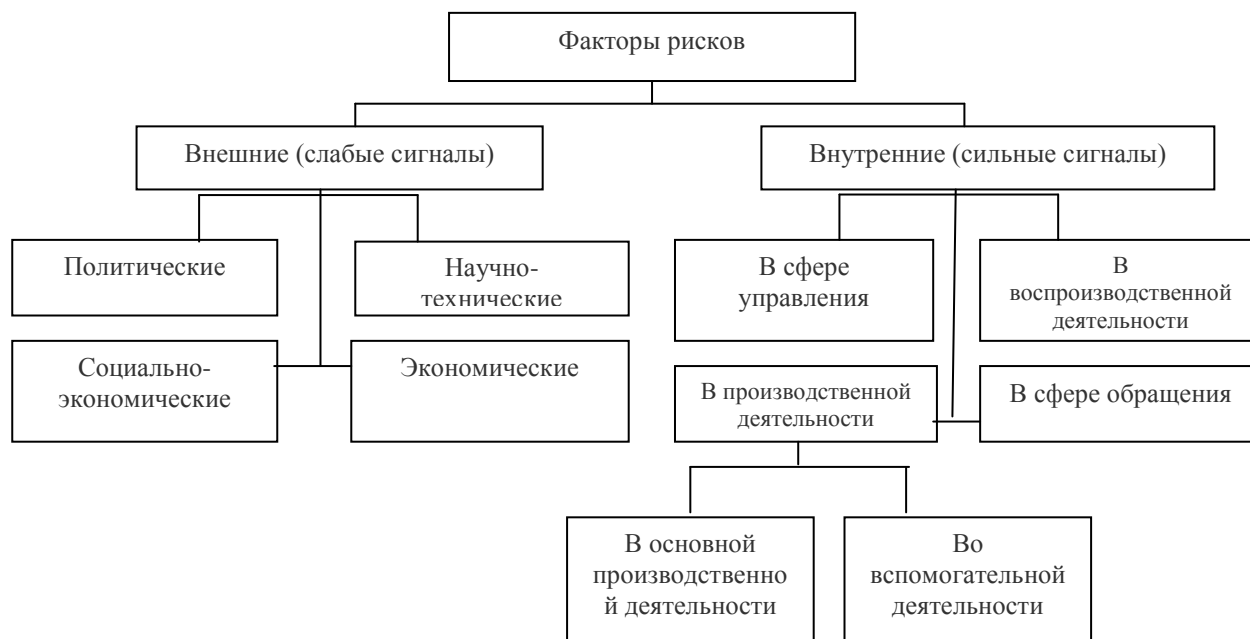 Факторы рисков
Внешние (слабые сигналы)
Внутренние (сильные сигналы)
Политические
Научно-
технические
В сфере
управления
В
воспроизводственной
деятельности
Социально-
экономические
Экономические
В производственной
деятельности
В сфере обращения
В основной
производственно
й деятельности
Во
вспомогательной
деятельности